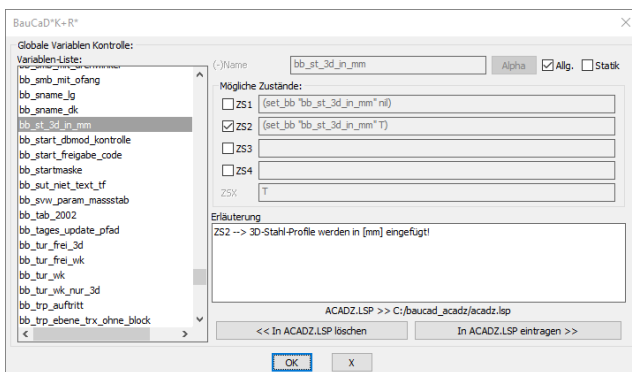 BauCaD*K+R*
Globale Variablen Kontrolle:
Variablen-Liste:
bb_smb_mit_drehwinkel
bb_smb_mit_ofang
bb_sname_lg
bb_sname_dk
bb_st_3d_in_mm
bb_start_dbmod_kontrolle
bb_start_freigabe_code
bb_startmaske
bb_sut_niet_text_tf
bb_svw_param_massstab
bb_tab_2002
bb_tages_update_pfad
bb_tur_frei_3d
bb_tur_frei_wk
bb_tur_wk
bb_tur_wk_nur_3d
bb_trp_auftritt
bb_trp_ebene_trx_ohne_block
(-)Name
bb_st_3d_in_mm
Alpha
Allg.
Statik
Mögliche Zustände:
ZS1
(set_bb "bb_st_3d_in_mm" nil)
ZS2
(set_bb "bb_st_3d_in_mm" T)
ZS3
ZS4
ZSX
T
Erläuterung
ZS2 --> 3D-Stahl-Profile werden in [mm] eingefügt!
ACADZ.LSP >> C:/baucad_acadz/acadz.lsp
<< In ACADZ.LSP löschen
In ACADZ.LSP eintragen >>
OK
X